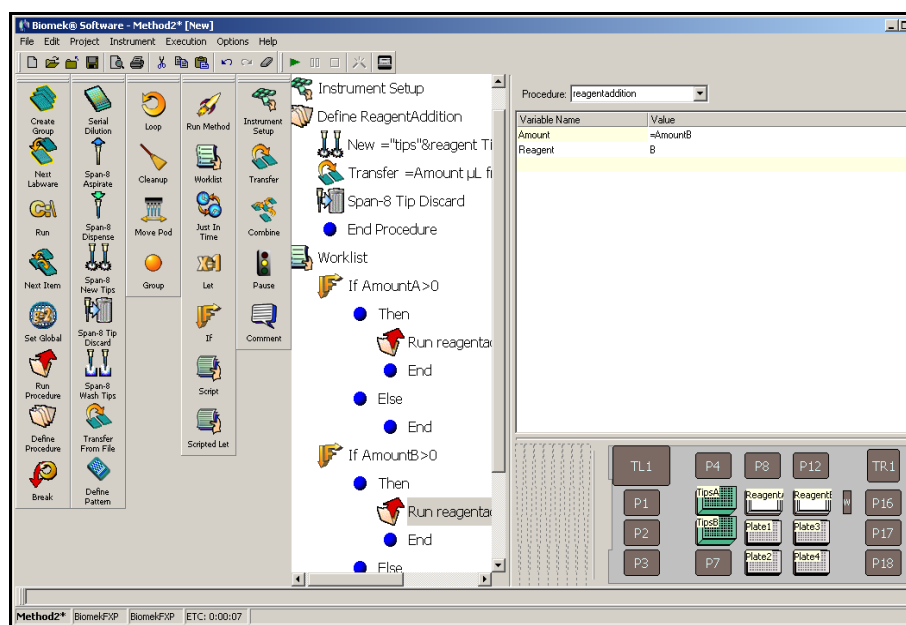 Biomek® Software - Method2* [New]
File Edit Project Instrument Execution Options Help
Create Group
Next Labware
Run
Next Item
Set Global
Run Procedure
Define Procedure
Break
Serial Dilution
Span-8 Aspirate
Span-8 Dispense
Span-8 New Tips
Span-8 Tip Discard
Span-8 Wash Tips
Transfer From File
Define Pattern
Loop
Cleanup
Move Pod
Group
Run Method
Worklist
Just In Time
Let
If
Script
Scripted Let
Instrument Setup
Transfer
Combine
Pause
Comment
Instrument Setup
Define ReagentAddition
New ="tips"&reagent Ti
Transfer =Amount µL fi
Span-8 Tip Discard
End Procedure
Worklist
If AmountA>0
Then
Run reagenta
End
Else
End
If AmountB>0
Then
Run reagenta
End
Else
Procedure: reagentaddition
Variable Name Value
Amount =AmountB
Reagent B
TL1 P4 P8 P12 TR1
P1 TipsA Reagent Reagent W P16
P2 TipsB Plate1 Plate3 P17
P3 P7 Plate2 Plate4 P18
Method2* BiomekFXP BiomekFXP ETC: 0:00:07